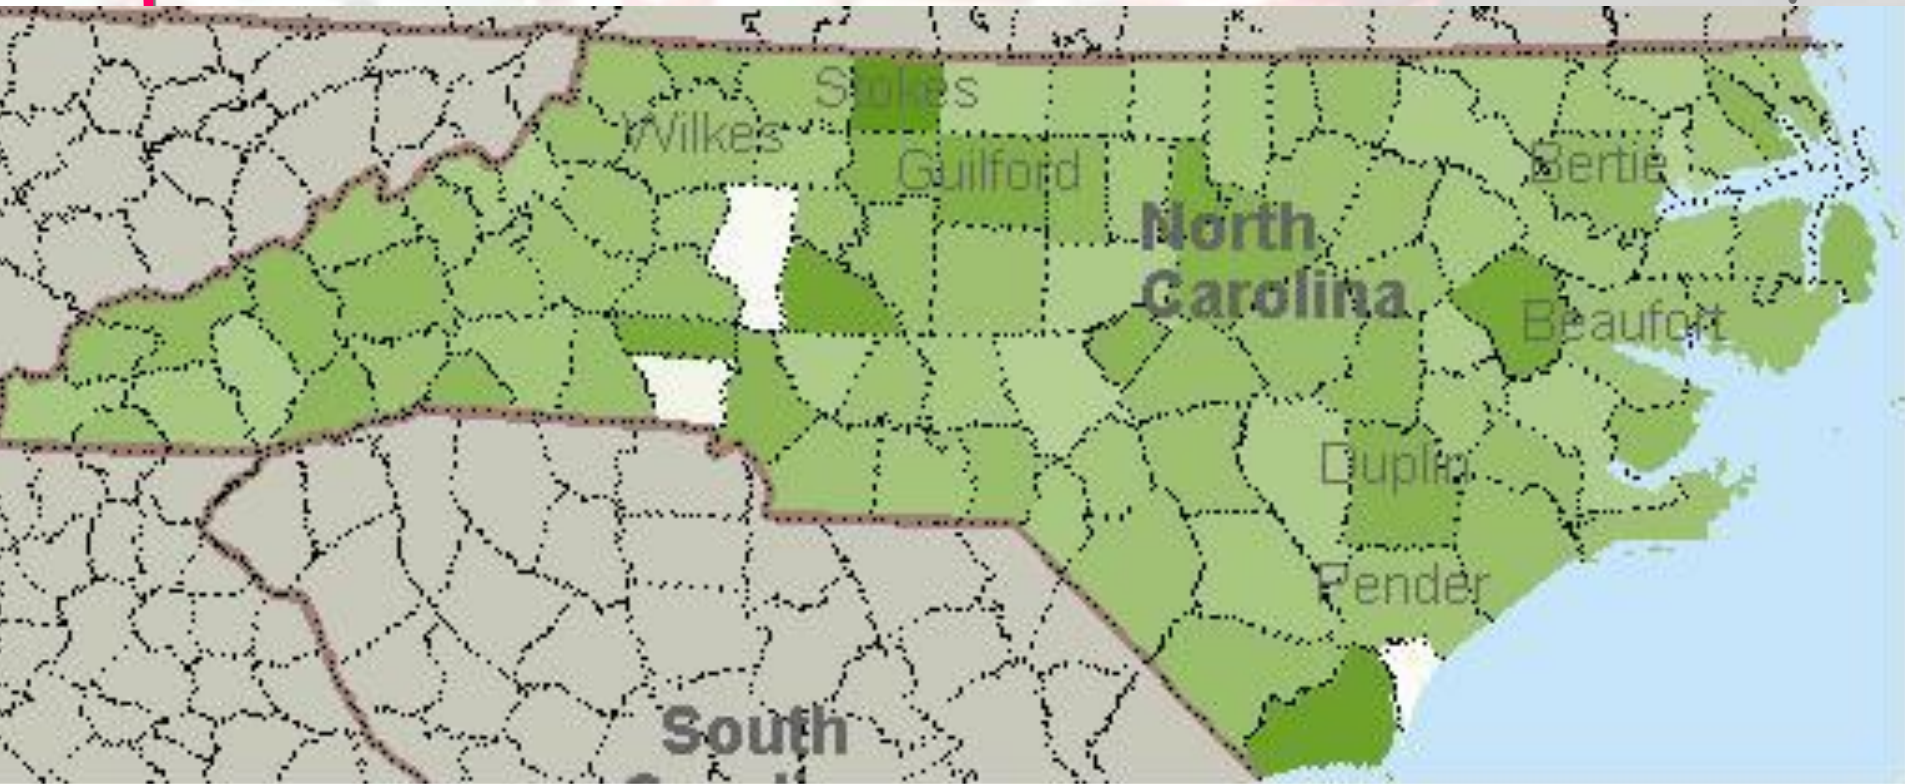 Stokes
Wilkes
Guilford
Bertie
North
Carolina
Beaufort
Duplin
Pender
South